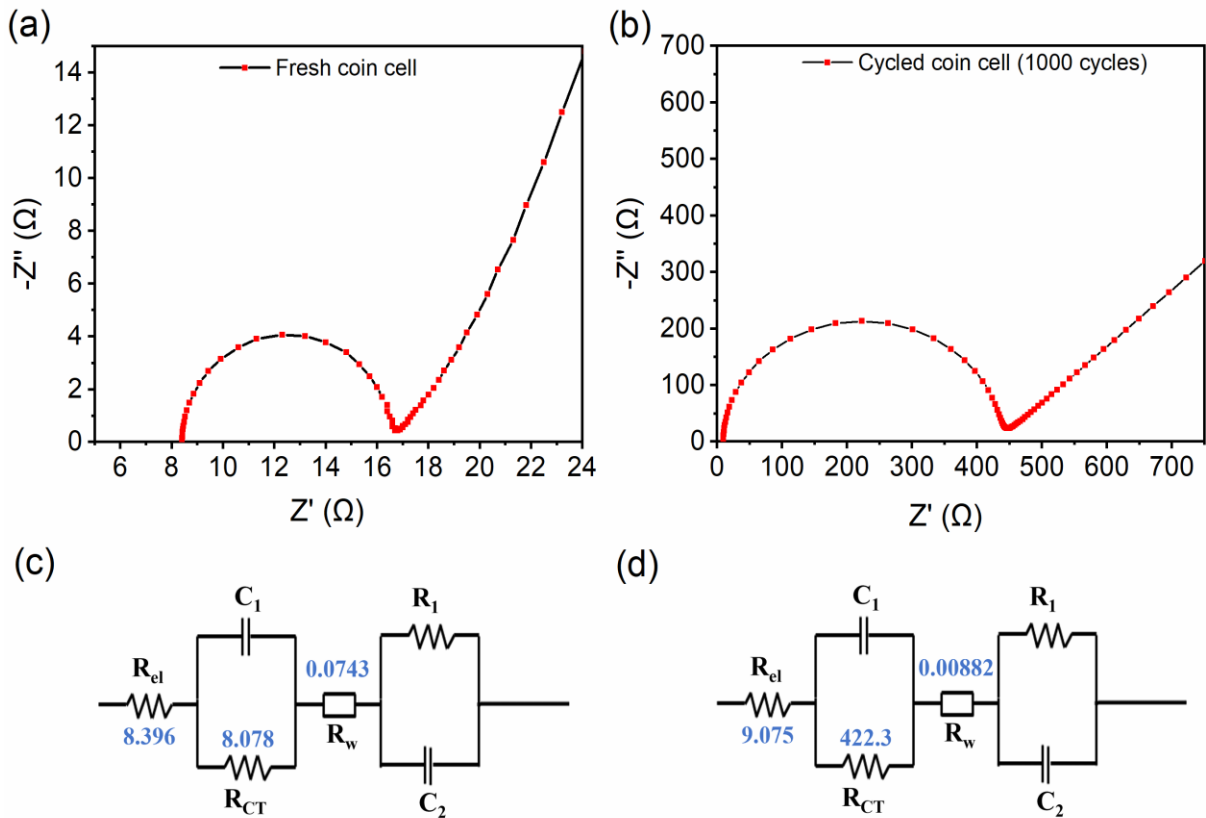 (a)
Fresh coin cell
14
12
10
8
6
4
2
0
-Z'' (Ω)
6 8 10 12 14 16 18 20 22 24
Z' (Ω)
(b)
Cycled coin cell (1000 cycles)
700
600
500
400
300
200
100
0
-Z'' (Ω)
0 100 200 300 400 500 600 700
Z' (Ω)
(c)
C1
R1
Rel
0.0743
8.396
8.078
Rw
RCT
C2
(d)
C1
R1
Rel
0.00882
9.075
422.3
Rw
RCT
C2